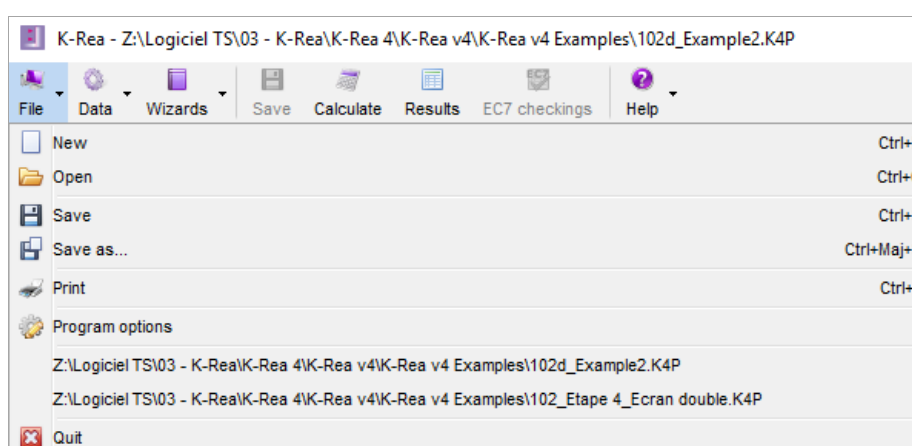 K-Rea - Z:\Logiciel TS\03 - K-Rea\K-Rea 4\K-Rea v4\K-Rea v4 Examples\102d_Example2.K4P
File Data Wizards Save Calculate Results EC7 checkings Help
New Ctrl+
Open Ctrl+
Save Ctrl+
Save as... Ctrl+Maj+
Print Ctrl+
Program options
Z:\Logiciel TS\03 - K-Rea\K-Rea 4\K-Rea v4\K-Rea v4 Examples\102d_Example2.K4P
Z:\Logiciel TS\03 - K-Rea\K-Rea 4\K-Rea v4\K-Rea v4 Examples\102_Etape 4_Ecran double.K4P
Quit